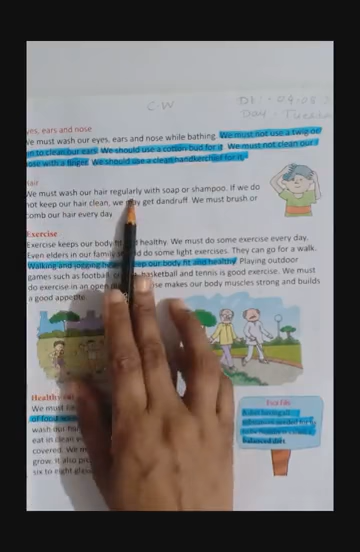 C.W
Dt:- 04:08
Day - Tuesda
yes, ears and nose
We must wash our eyes, ears and nose while bathing. We must not use a twig or
to clean our ears. We should use a cotton bud for it. We must not clean our
nose with a finger. We should use a clean handkerchief for it.
Hair
We must wash our hair regularly with soap or shampoo. If we do
not keep our hair clean, we may get dandruff. We must brush or
comb our hair every day.
Exercise
Exercise keeps our body fit and healthy. We must do some exercise every day.
Even elders in our family do some light exercises. They can go for a walk.
Walking and jogging keep our body fit and healthy. Playing outdoor
games such as football, basketball and tennis is good exercise. We must
do exercise in an open makes our body muscles strong and builds
a good appetite.
Healthy eat
We must eat
of food
wash our ha
eat in clean
covered. We m
grow. It also
six to eight glass
Fun File
balanced diet